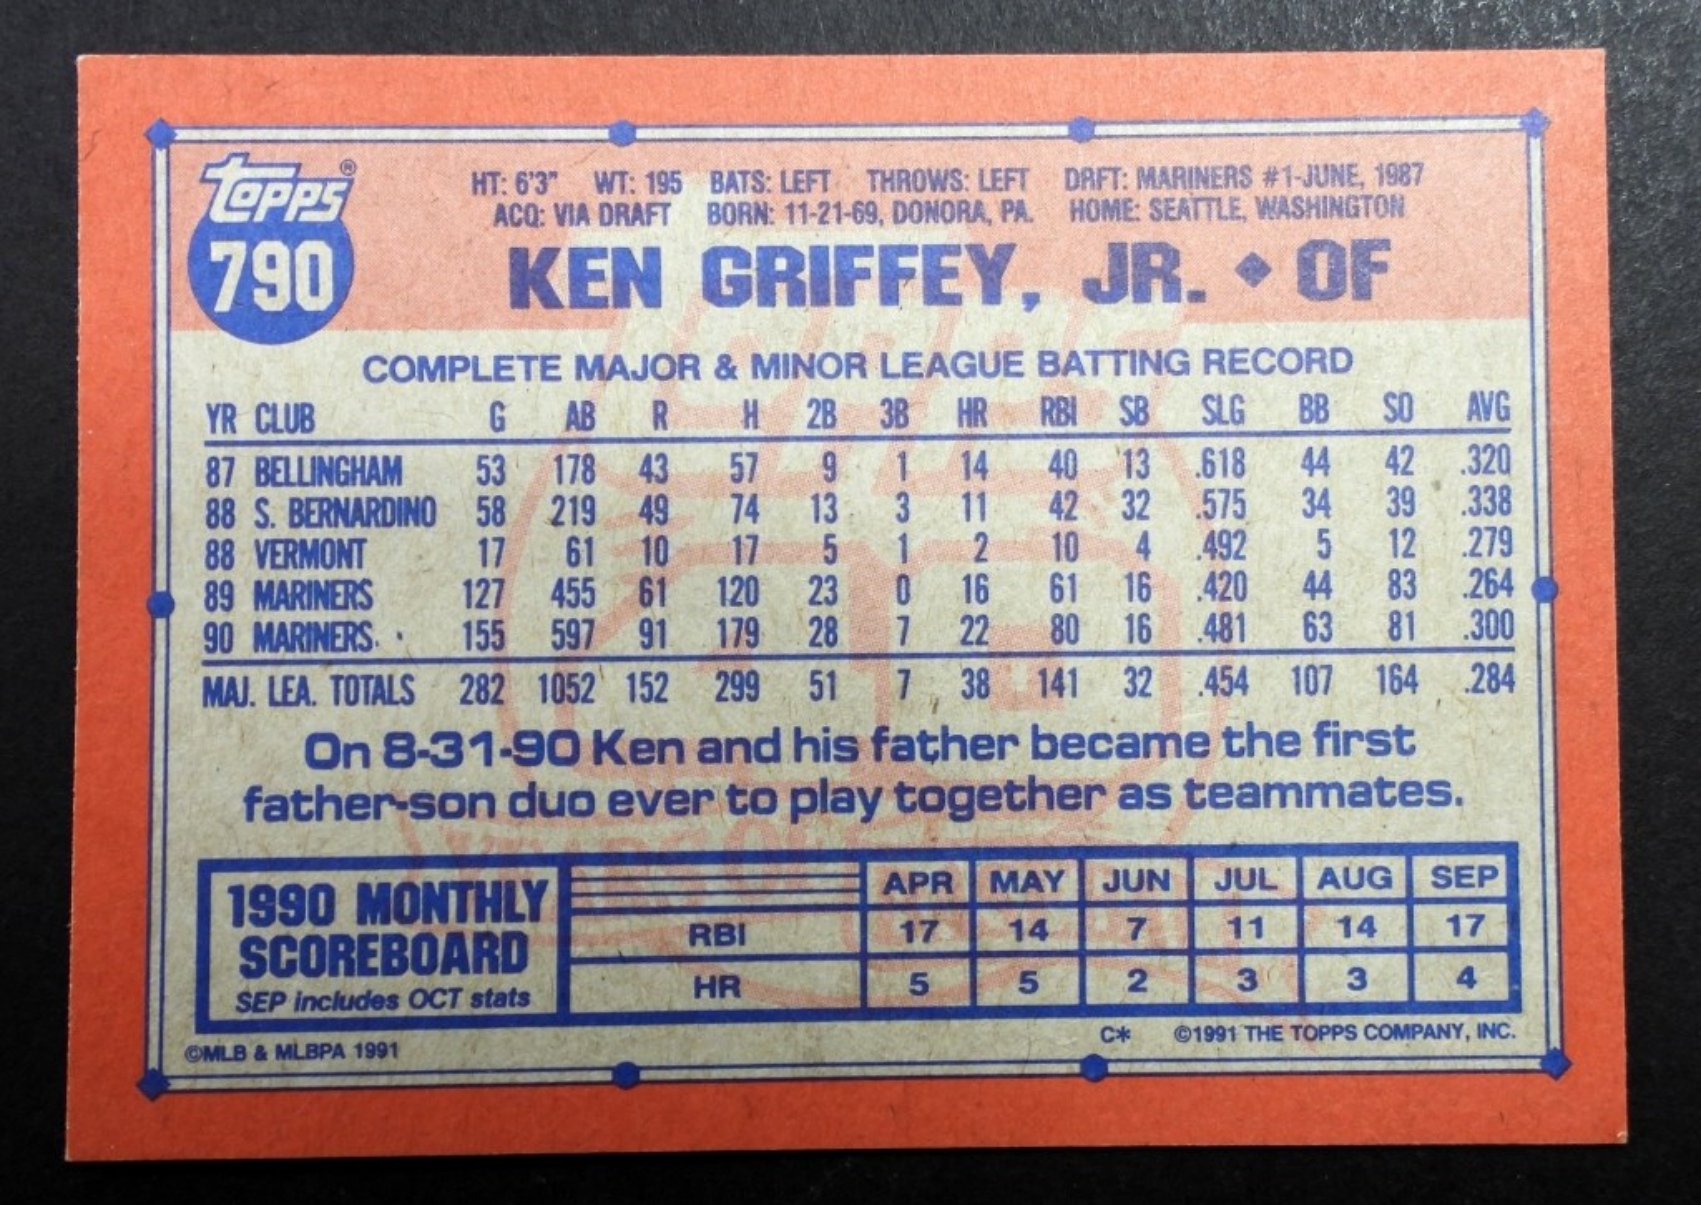 topps®
790
HT: 6'3" WT: 195 BATS: LEFT THROWS: LEFT DRFT: MARINERS #1-JUNE, 1987
ACQ: VIA DRAFT BORN: 11-21-69, DONORA, PA. HOME: SEATTLE, WASHINGTON
KEN GRIFFEY, JR. ◆ OF
COMPLETE MAJOR & MINOR LEAGUE BATTING RECORD
YR CLUB G AB R H 2B 3B HR RBI SB SLG BB SO AVG
87 BELLINGHAM 53 178 43 57 9 1 14 40 13 .618 44 42 .320
88 S. BERNARDINO 58 219 49 74 13 3 11 42 32 .575 34 39 .338
88 VERMONT 17 61 10 17 5 1 2 10 4 .492 5 12 .279
89 MARINERS 127 455 61 120 23 0 16 61 16 .420 44 83 .264
90 MARINERS 155 597 91 179 28 7 22 80 16 .481 63 81 .300
MAJ. LEA. TOTALS 282 1052 152 299 51 7 38 141 32 .454 107 164 .284
On 8-31-90 Ken and his father became the first
father-son duo ever to play together as teammates.
1990 MONTHLY
SCOREBOARD
SEP includes OCT stats
APR MAY JUN JUL AUG SEP
RBI 17 14 7 11 14 17
HR 5 5 2 3 3 4
©MLB & MLBPA 1991
C* ©1991 THE TOPPS COMPANY, INC.